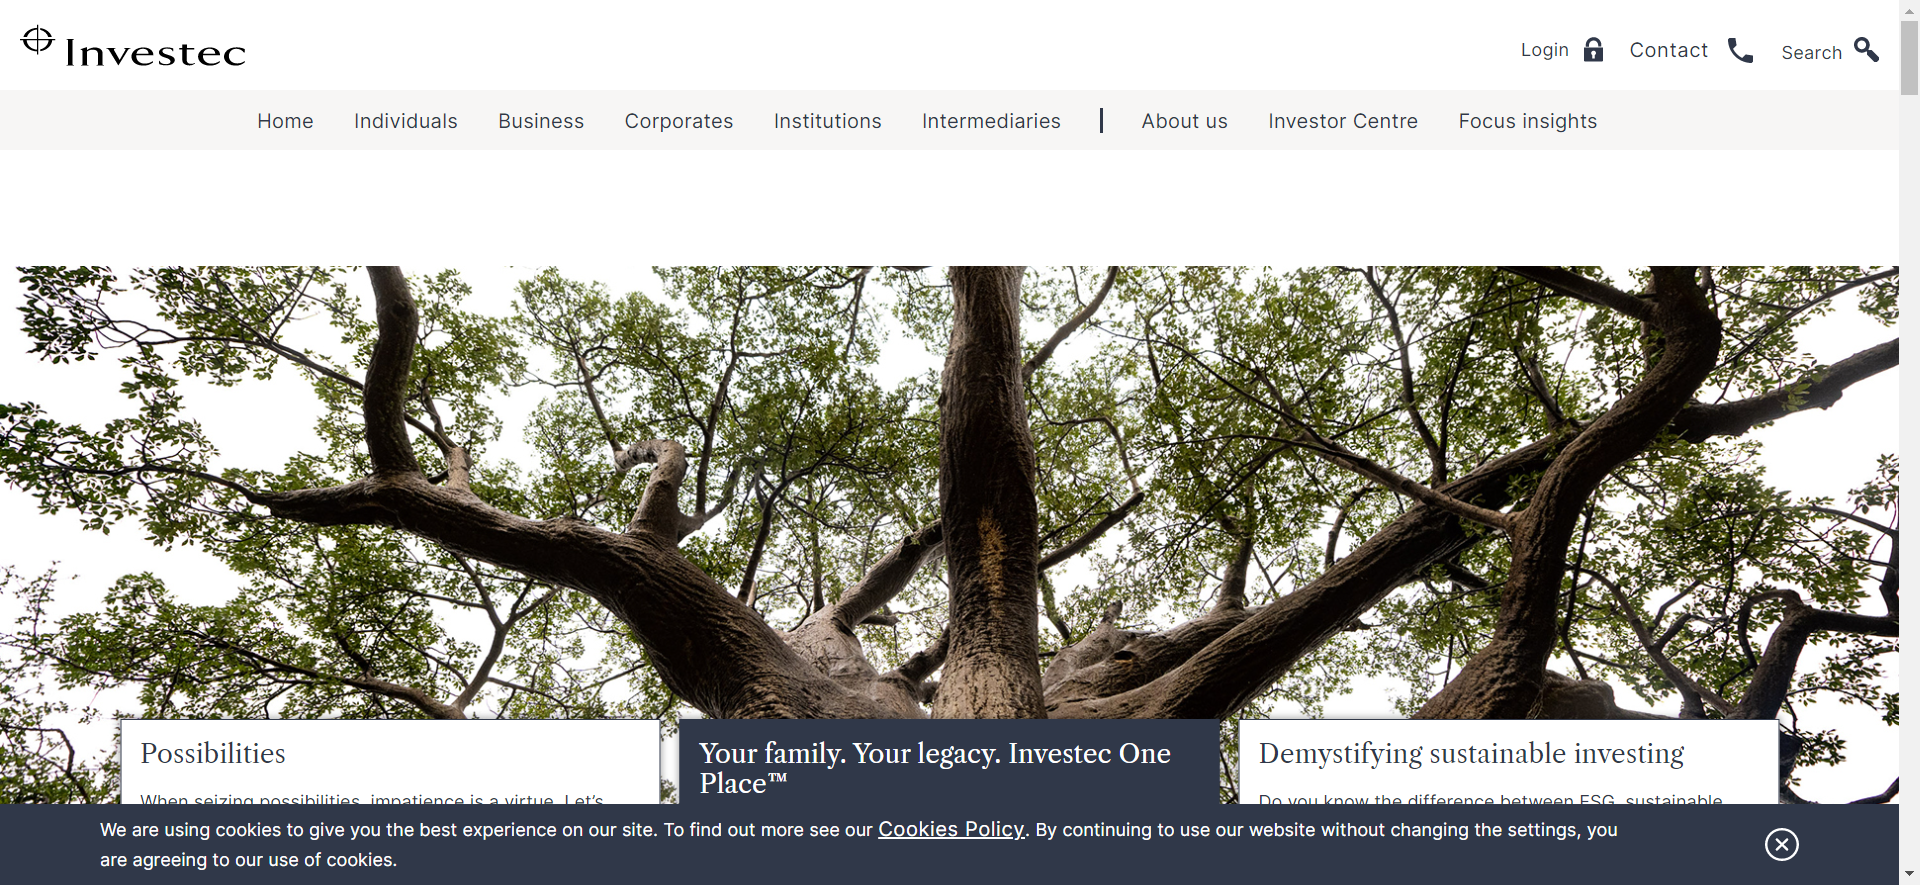 Investec
Login
Contact
Search
Home
Individuals
Business
Corporates
Institutions
Intermediaries
About us
Investor Centre
Focus insights
Possibilities
When seizing possibilities, impatience is a virtue. Let's
Your family. Your legacy. Investec One
Place™
Demystifying sustainable investing
Do you know the difference between ESG, sustainable
We are using cookies to give you the best experience on our site. To find out more see our Cookies Policy. By continuing to use our website without changing the settings, you
are agreeing to our use of cookies.